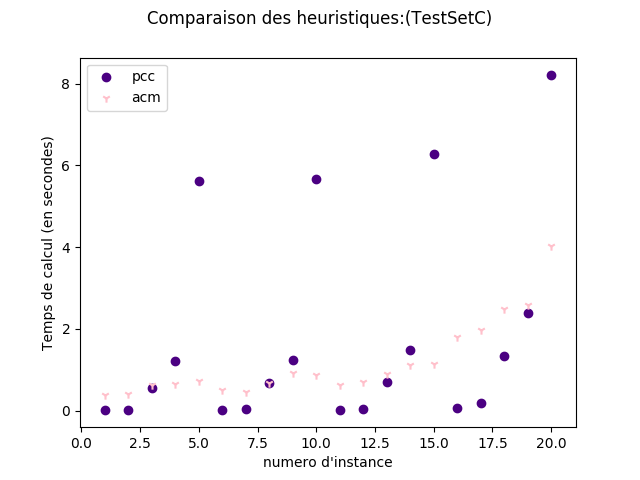 Comparaison des heuristiques:(TestSetC)
pcc
acm
8
6
4
2
0
Temps de calcul (en secondes)
0.0 2.5 5.0 7.5 10.0 12.5 15.0 17.5 20.0
numero d'instance